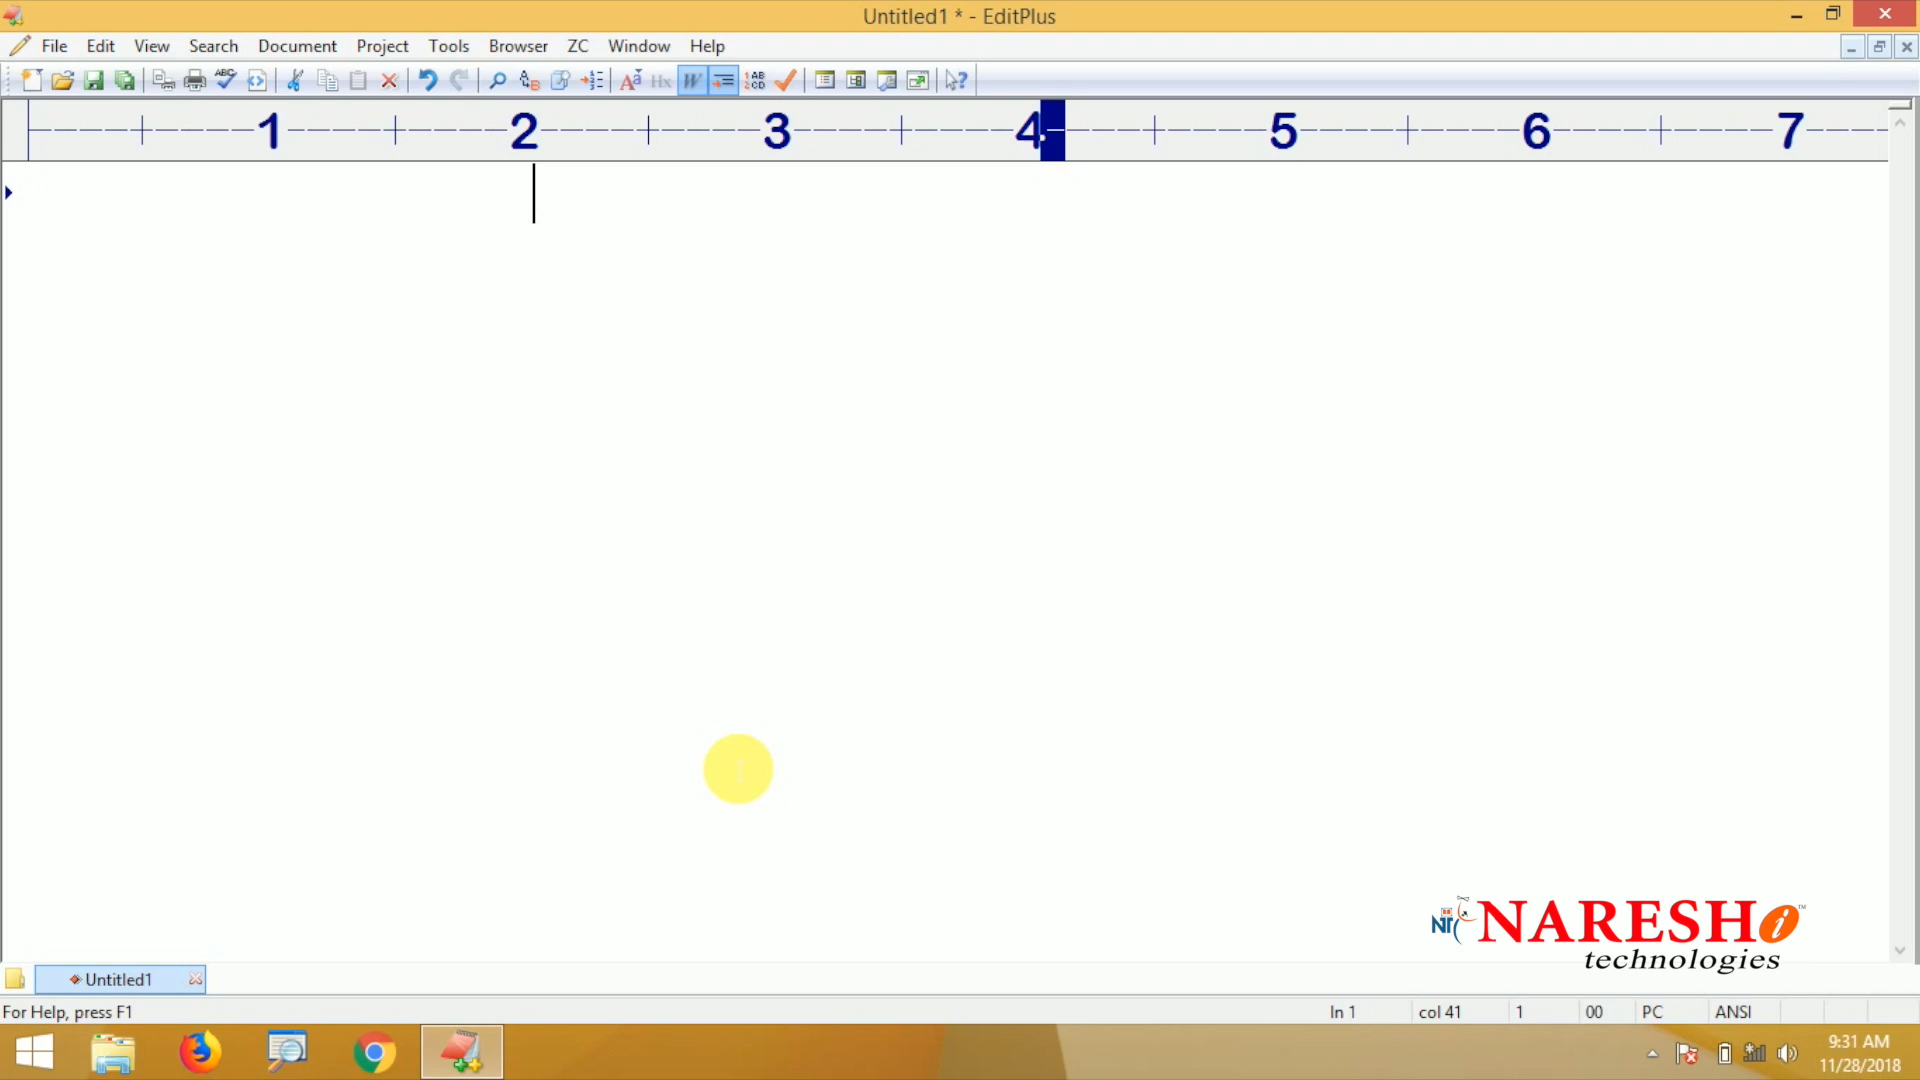 Untitled1 * - EditPlus
File Edit View Search Document Project Tools Browser ZC Window Help
1 2 3 4 5 6 7
NARESHi™
technologies
Untitled1
For Help, press F1 ln 1 col 41 1 00 PC ANSI
9:31 AM
11/28/2018